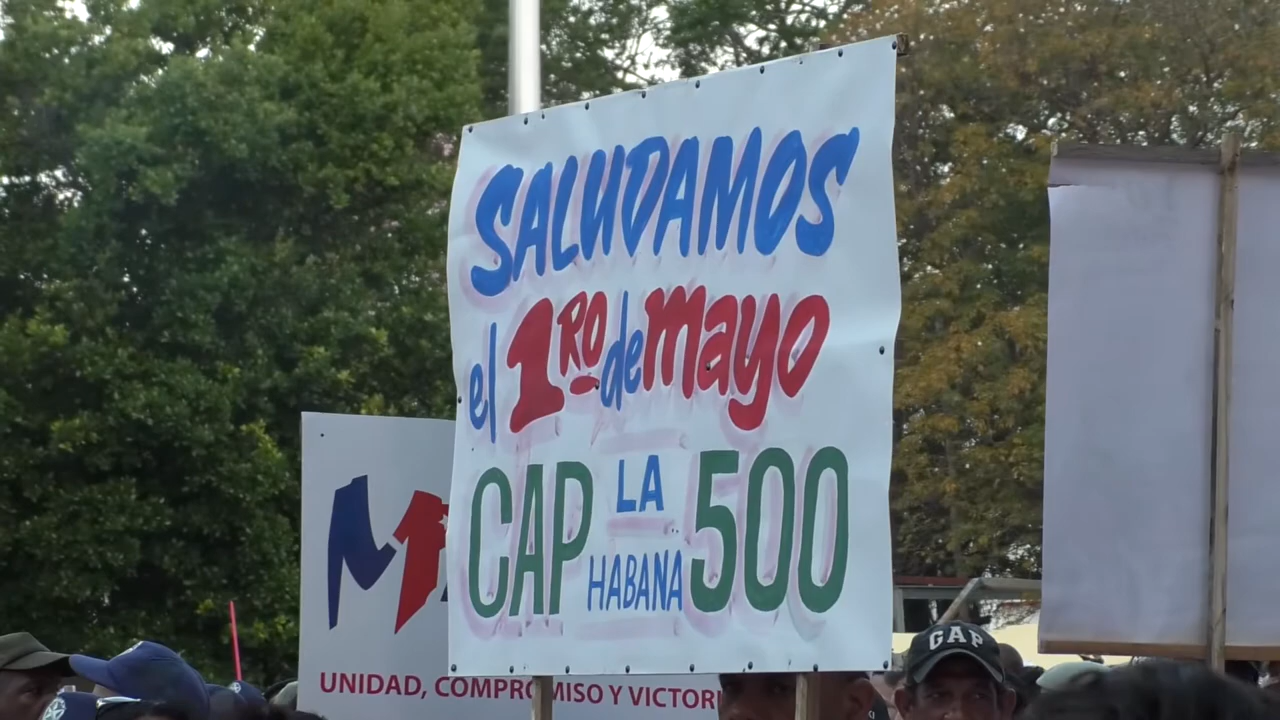 SALUDAMOS
el 1RO de mayo
CAP LA HABANA 500
UNIDAD, COMPROMISO Y VICTORI
GAP